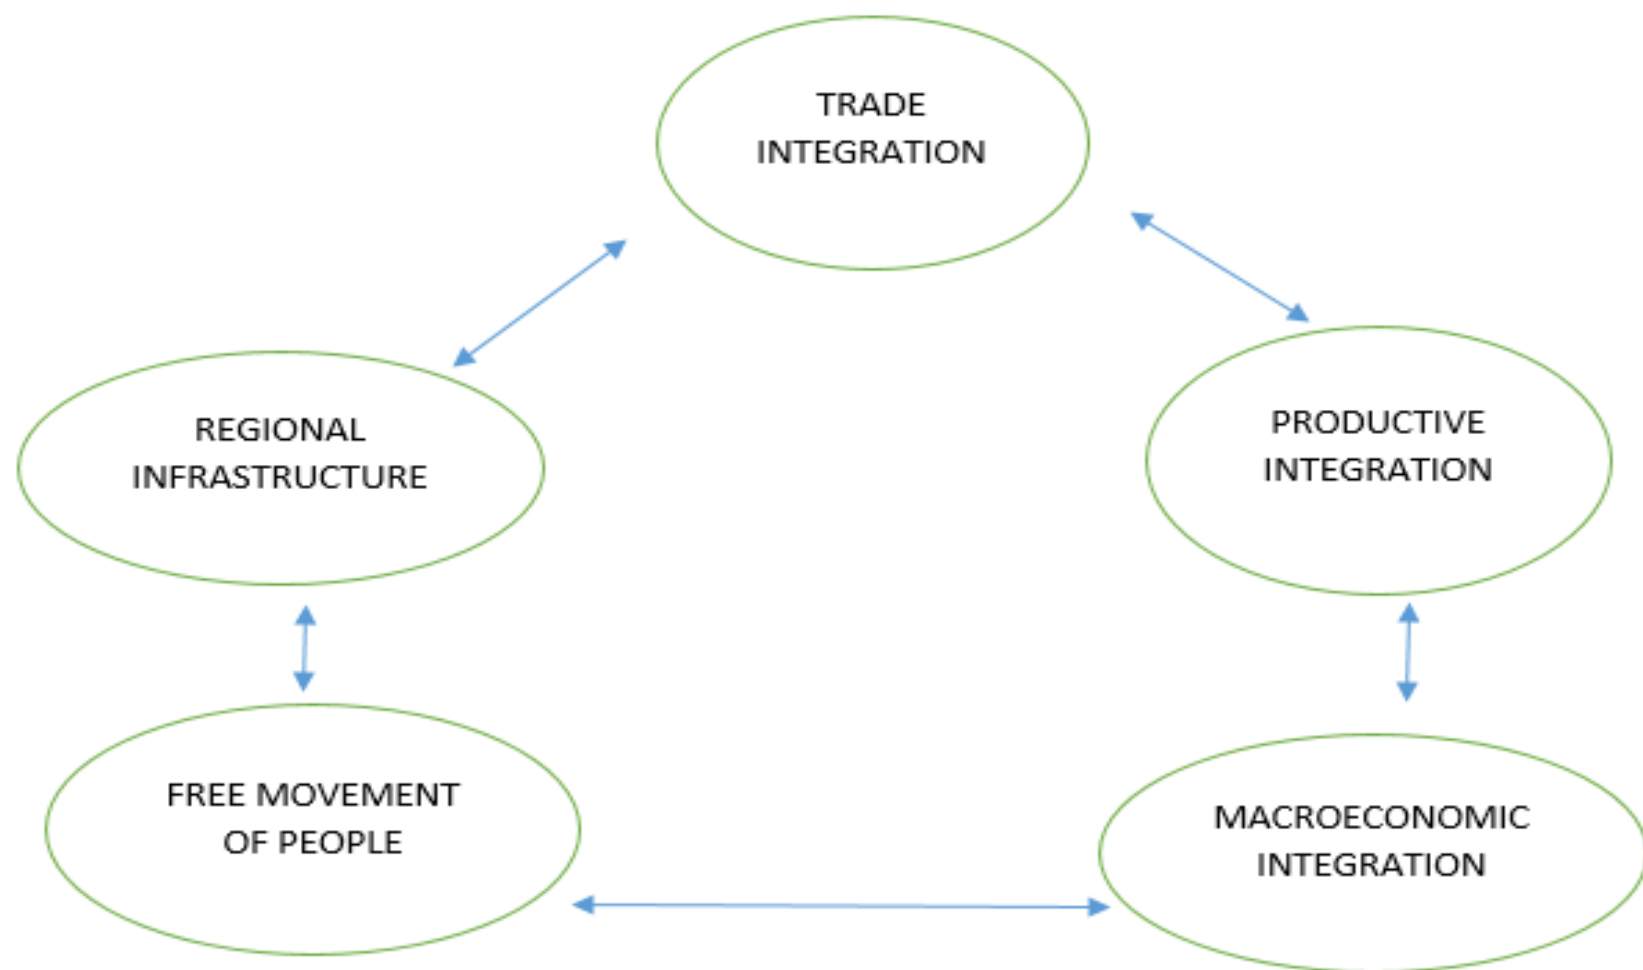 TRADE
INTEGRATION
REGIONAL
INFRASTRUCTURE
PRODUCTIVE
INTEGRATION
FREE MOVEMENT
OF PEOPLE
MACROECONOMIC
INTEGRATION